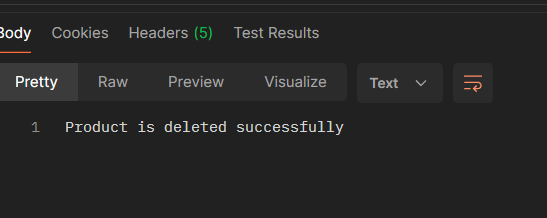 Body Cookies Headers (5) Test Results
Pretty Raw Preview Visualize Text
1 Product is deleted successfully